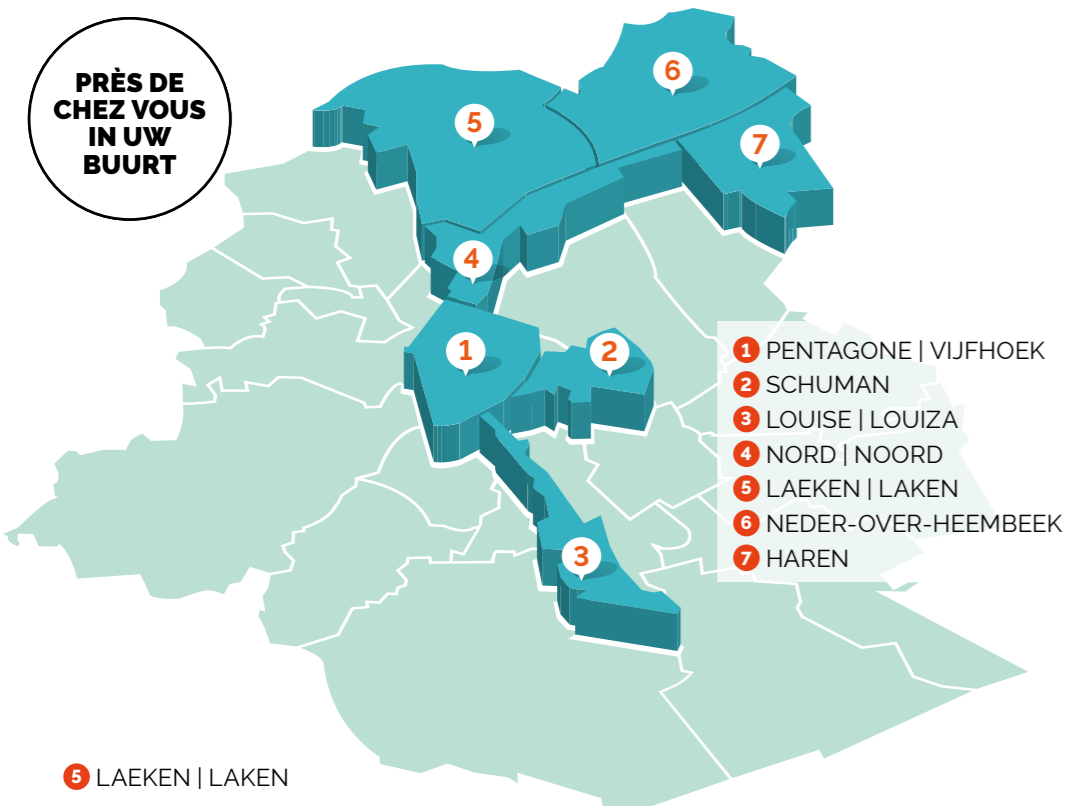 PRÈS DE
CHEZ VOUS
IN UW
BUURT
6
5
7
4
1
2
3
1 PENTAGONE | VIJFHOEK
2 SCHUMAN
3 LOUISE | LOUIZA
4 NORD | NOORD
5 LAEKEN | LAKEN
6 NEDER-OVER-HEEMBEEK
7 HAREN
5 LAEKEN | LAKEN